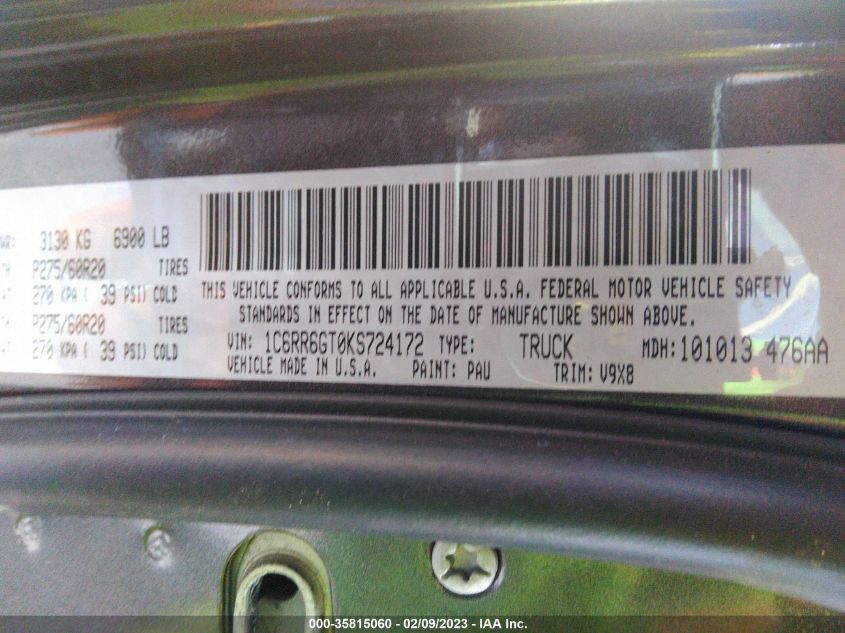 3130 KG 6900 LB
P275/60R20 TIRES
270 KPA ( 39 PSI) COLD
P275/60R20 TIRES
270 KPA ( 39 PSI) COLD
THIS VEHICLE CONFORMS TO ALL APPLICABLE U.S.A. FEDERAL MOTOR VEHICLE SAFETY
STANDARDS IN EFFECT ON THE DATE OF MANUFACTURE SHOWN ABOVE.
VIN: 1C6RR6GT0KS724172 TYPE: TRUCK MDH:101013 476AA
VEHICLE MADE IN U.S.A. PAINT: PAU TRIM: V9X8
000-35815060 - 02/09/2023 - IAA Inc.